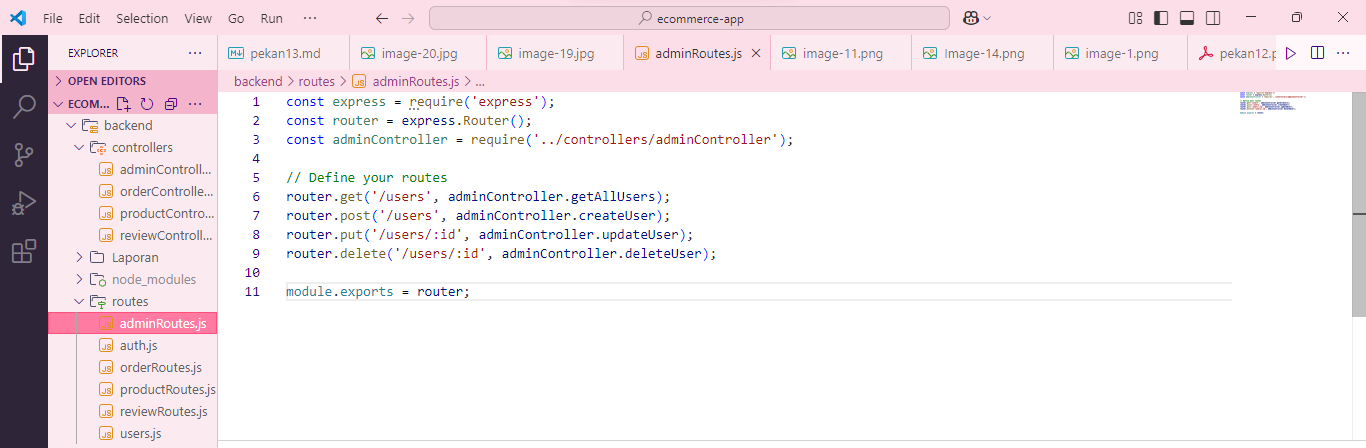 File Edit Selection View Go Run ··· ecommerce-app
EXPLORER ···
OPEN EDITORS
ECOM... ···
backend
controllers
adminControll...
orderControlle...
productContro...
reviewControll...
Laporan
node_modules
routes
adminRoutes.js
auth.js
orderRoutes.js
productRoutes.js
reviewRoutes.js
users.js
pekan13.md image-20.jpg image-19.jpg adminRoutes.js image-11.png Image-14.png image-1.png pekan12.p
backend > routes > adminRoutes.js > ...
1 const express = require('express');
2 const router = express.Router();
3 const adminController = require('../controllers/adminController');
4
5 // Define your routes
6 router.get('/users', adminController.getAllUsers);
7 router.post('/users', adminController.createUser);
8 router.put('/users/:id', adminController.updateUser);
9 router.delete('/users/:id', adminController.deleteUser);
10
11 module.exports = router;